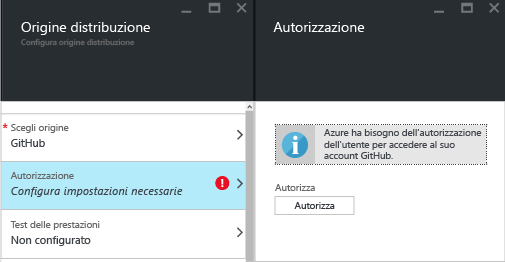 Origine distribuzione
Configura origine distribuzione
* Scegli origine
GitHub
Autorizzazione
Configura impostazioni necessarie
!
Test delle prestazioni
Non configurato
Autorizzazione
Azure ha bisogno dell'autorizzazione
dell'utente per accedere al suo
account GitHub.
Autorizza
Autorizza